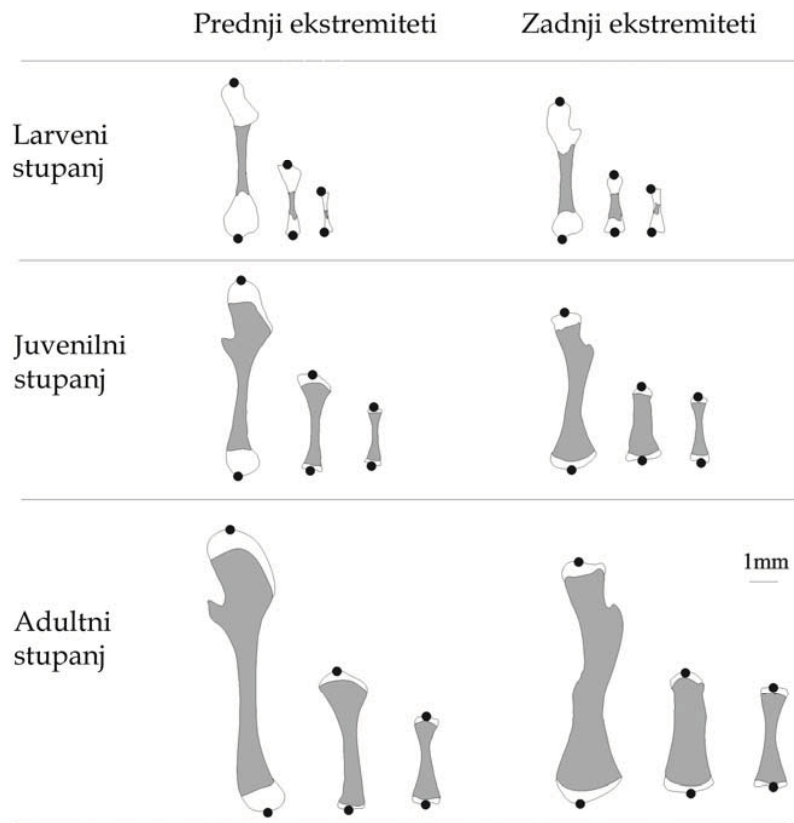 Prednji ekstremiteti
Zadnji ekstremiteti
Larveni
stupanj
Juvenilni
stupanj
1mm
Adultni
stupanj